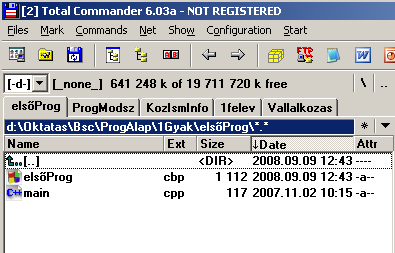 [2] Total Commander 6.03a - NOT REGISTERED
Files Mark Commands Net Show Configuration Start
FTP W
[-d-] [_none_] 641 248 k of 19 711 720 k free \ ..
elsőProg ProgModsz KozIsmInfo 1felev Vallalkozas
d:\Oktatas\Bsc\ProgAlap\1Gyak\elsőProg\*.* *
Name Ext Size ↓Date Attr
[..] <DIR> 2008.09.09 12:43 ----
elsőProg cbp 1 112 2008.09.09 12:43 -a--
main cpp 117 2007.11.02 10:15 -a--